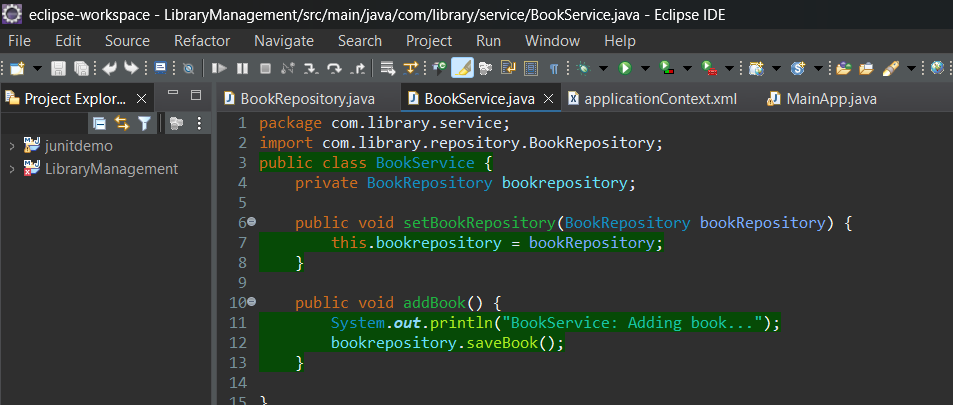 eclipse-workspace - LibraryManagement/src/main/java/com/library/service/BookService.java - Eclipse IDE
File Edit Source Refactor Navigate Search Project Run Window Help
Project Explor...
BookRepository.java BookService.java applicationContext.xml MainApp.java
junitdemo
LibraryManagement
1 package com.library.service;
2 import com.library.repository.BookRepository;
3 public class BookService {
4     private BookRepository bookrepository;
5
6     public void setBookRepository(BookRepository bookRepository) {
7         this.bookrepository = bookRepository;
8     }
9
10     public void addBook() {
11         System.out.println("BookService: Adding book...");
12         bookrepository.saveBook();
13     }
14
15 }